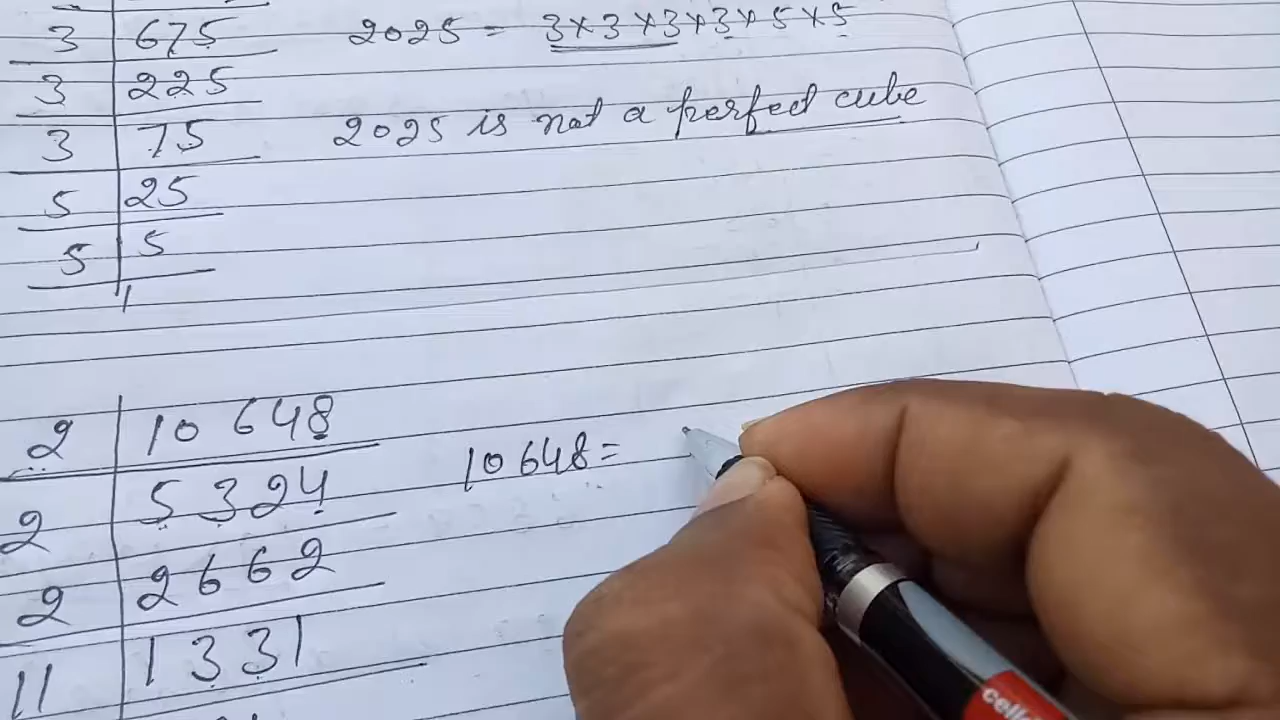 3 | 675 2025 = 3×3×3×3×5×5
3 | 225
3 | 75 2025 is not a perfect cube
5 | 25
5 | 5
1
2 | 10648 10648 =
2 | 5324
2 | 2662
11 | 1331
cello